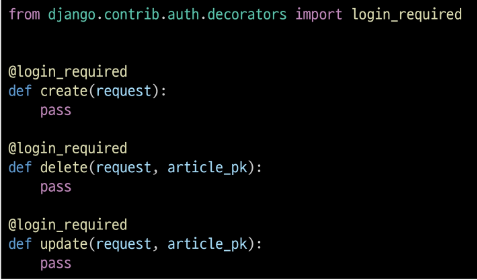 from django.contrib.auth.decorators import login_required
@login_required
def create(request):
    pass
@login_required
def delete(request, article_pk):
    pass
@login_required
def update(request, article_pk):
    pass